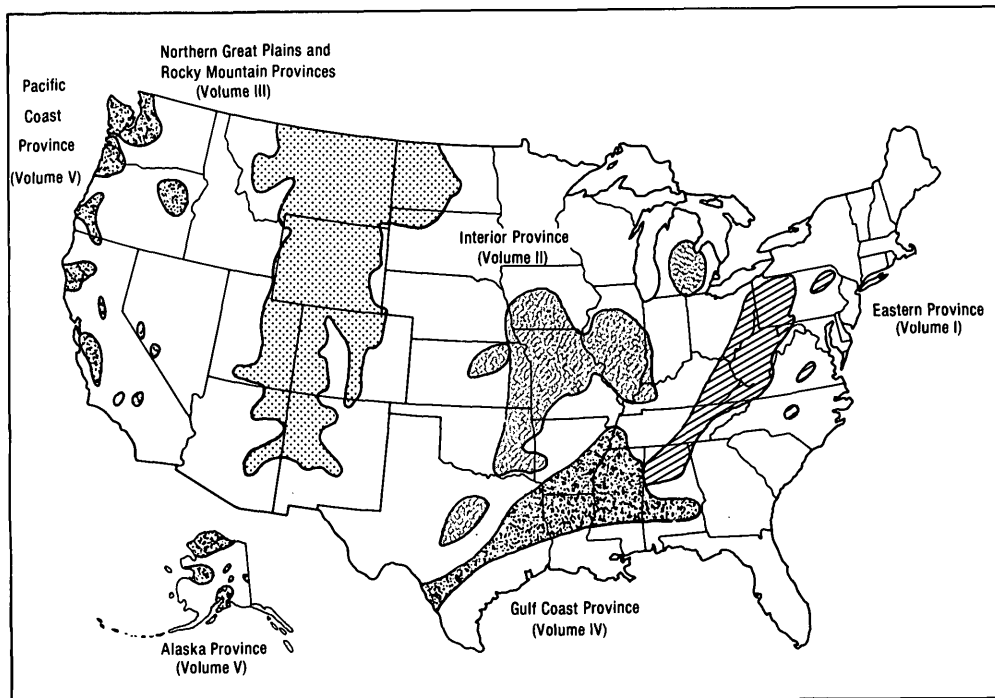 Northern Great Plains and
Rocky Mountain Provinces
(Volume III)
Pacific
Coast
Province
(Volume V)
Interior Province
(Volume II)
Eastern Province
(Volume I)
Gulf Coast Province
(Volume IV)
Alaska Province
(Volume V)